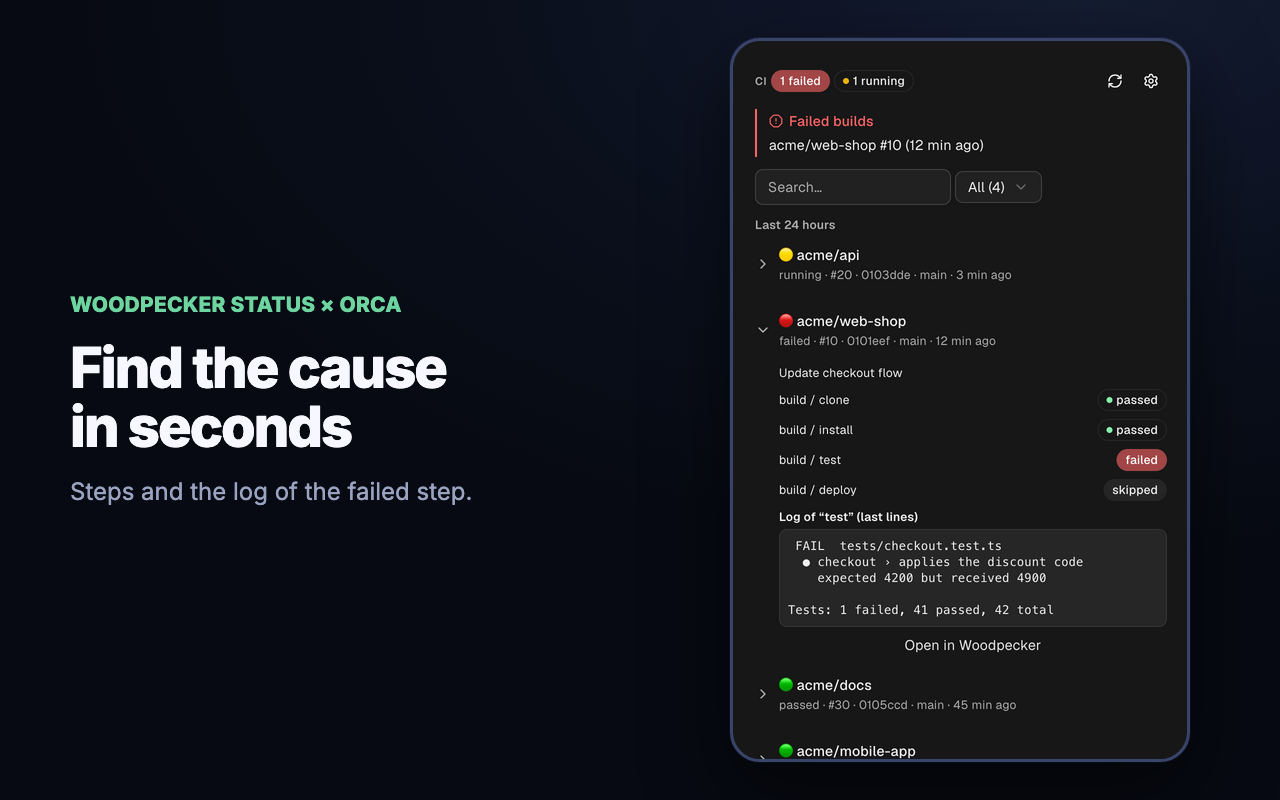 WOODPECKER STATUS × ORCA
Find the cause
in seconds
Steps and the log of the failed step.
CI 1 failed 1 running
Failed builds
acme/web-shop #10 (12 min ago)
Search... All (4)
Last 24 hours
acme/api
running · #20 · 0103dde · main · 3 min ago
acme/web-shop
failed · #10 · 0101eef · main · 12 min ago
Update checkout flow
build / clone passed
build / install passed
build / test failed
build / deploy skipped
Log of “test” (last lines)
FAIL tests/checkout.test.ts
● checkout › applies the discount code
expected 4200 but received 4900
Tests: 1 failed, 41 passed, 42 total
Open in Woodpecker
acme/docs
passed · #30 · 0105ccd · main · 45 min ago
acme/mobile-app